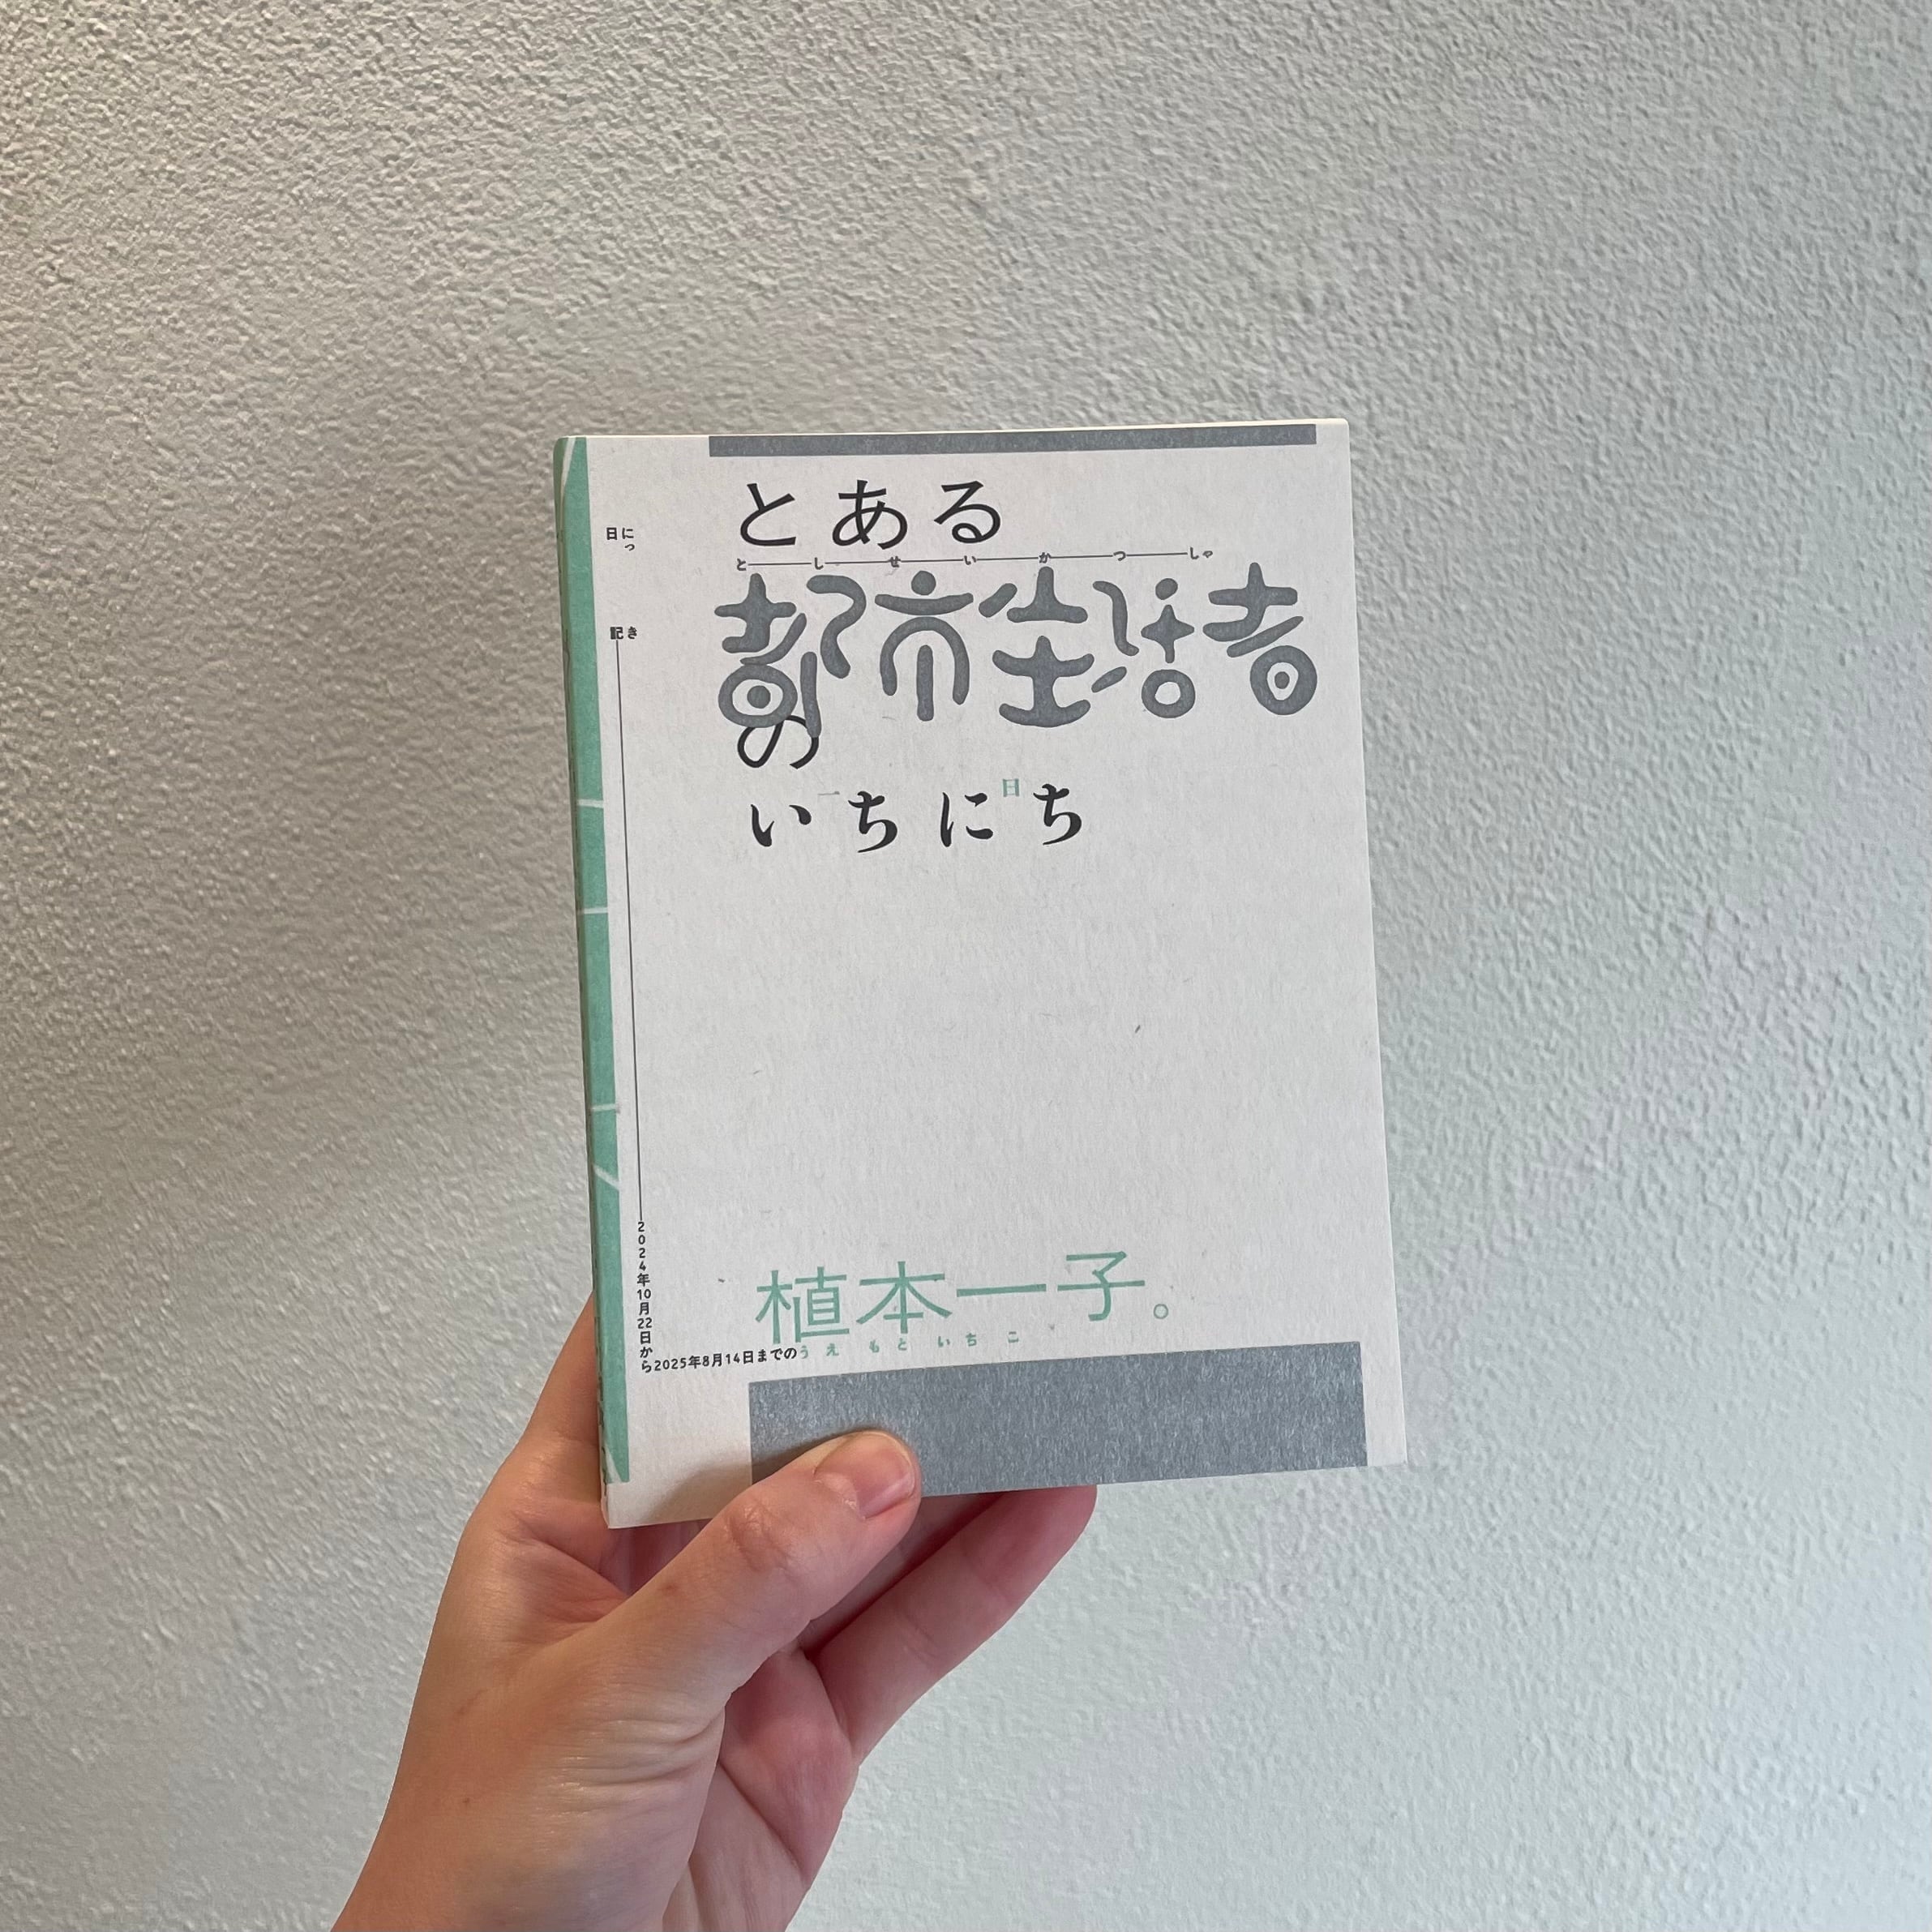 とある
としせいかつしゃ
都市生活者
の
一日
いちにち
にっき
日記
2024年10月22日から2025年8月14日までの
植本一子。
うえもといちこ